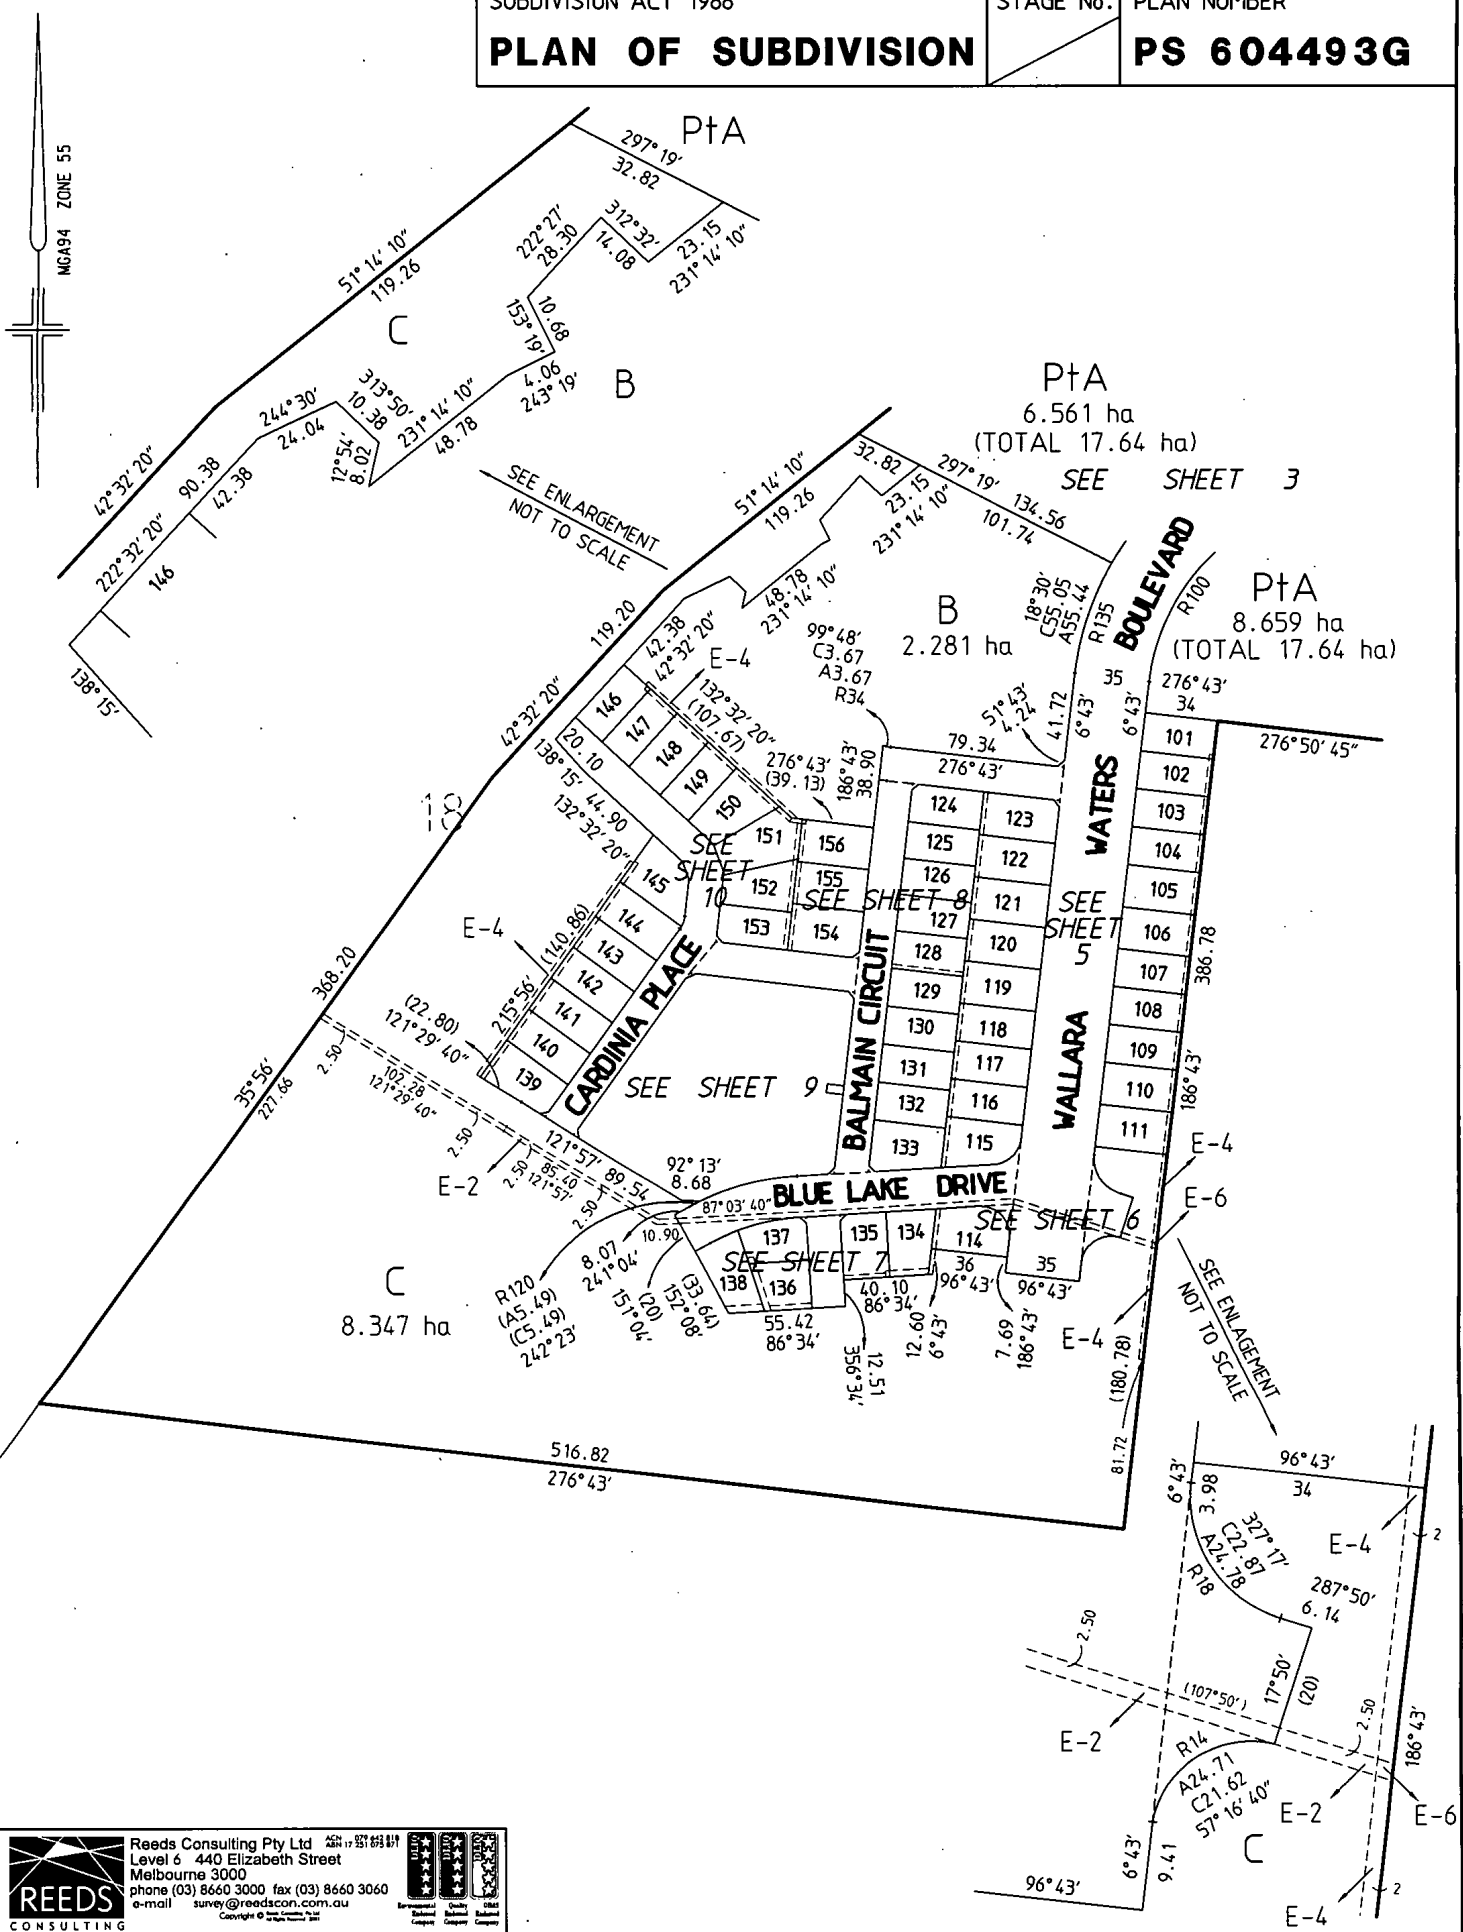 SUBDIVISION ACT 1988
STAGE No.
PLAN NUMBER
PLAN OF SUBDIVISION
PS 604493G
MGA94 ZONE 55
PtA
297°19'
32.82
312°32'
14.08
23.15
231°14'10"
222°27'
28.30
51°14'10"
119.26
10.68
153°19'
C
4.06
243°19'
B
313°50'
10.38
244°30'
24.04
231°14'10"
48.78
12°54'
8.02
42°32'20"
90.38
42.38
222°32'20"
146
138°15'
SEE ENLARGEMENT
NOT TO SCALE
PtA
6.561 ha
(TOTAL 17.64 ha)
SEE SHEET 3
51°14'10"
119.26
32.82
297°19'
134.56
101.74
23.15
231°14'10"
48.78
231°14'10"
B
2.281 ha
18°30'
C55.05
A55.44
R135
R100
PtA
8.659 ha
(TOTAL 17.64 ha)
WALLARA WATERS BOULEVARD
119.20
42.38
42°32'20"
E-4
132°32'20"
(107.67)
99°48'
C3.67
A3.67
R34
51°43'
4.24
41.72
6°43'
35
6°43'
276°43'
34
276°50'45"
79.34
276°43'
186°43'
38.90
276°43'
(39.13)
42°32'20"
20.10
138°15'
44.90
132°32'20"
18
146
147
148
149
150
151
152
153
154
155
156
124
125
126
127
128
129
130
131
132
133
123
122
121
120
119
118
117
116
115
101
102
103
104
105
106
107
108
109
110
111
SEE
SHEET
10
SEE SHEET 8
SEE
SHEET
5
386.78
186°43'
145
144
143
142
141
140
139
E-4
(140.86)
215°56'
(22.80)
121°29'40"
368.20
35°56'
227.66
2.50
102.28
121°29'40"
2.50
E-2
2.50
85.40
121°57'
2.50
121°57'
89.54
CARDINIA PLACE
BALMAIN CIRCUIT
SEE SHEET 9
92°13'
8.68
87°03'40"
BLUE LAKE DRIVE
10.90
E-4
E-6
SEE SHEET 6
SEE SHEET 7
138
137
136
135
134
114
36
96°43'
35
96°43'
R120
(A5.49)
(C5.49)
242°23'
8.07
241°04'
(20)
151°04'
(33.64)
152°08'
55.42
86°34'
40.10
86°34'
12.51
356°34'
12.60
6°43'
7.69
186°43'
E-4
(180.78)
81.72
C
8.347 ha
516.82
276°43'
SEE ENLAGEMENT
NOT TO SCALE
96°43'
34
6°43'
3.98
327°17'
C22.87
A24.78
R18
E-4
2
287°50'
6.14
2.50
(107°50')
17°50'
(20)
2.50
E-2
186°43'
R14
A24.71
C21.62
57°16'40"
E-2
E-6
C
6°43'
9.41
96°43'
2
E-4
REEDS
CONSULTING
Reeds Consulting Pty Ltd
Level 6 440 Elizabeth Street
Melbourne 3000
phone (03) 8660 3000 fax (03) 8660 3060
e-mail survey@reedscon.com.au